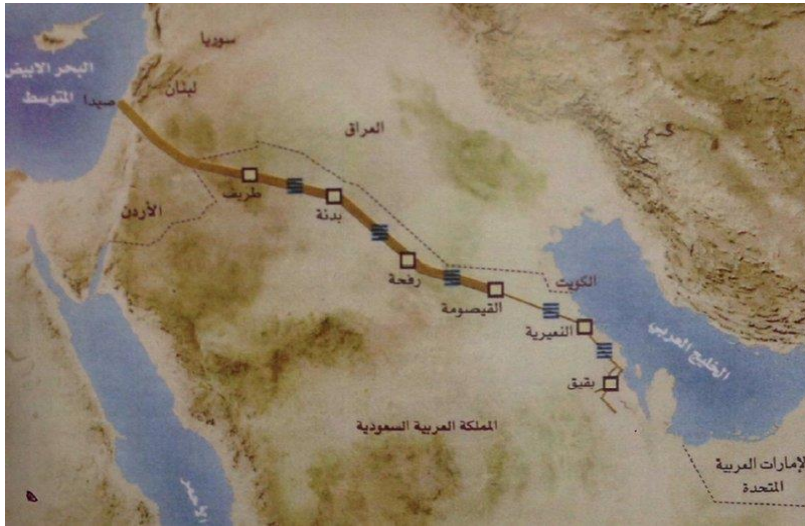 سوريا
البحر الابيض
المتوسط
لبنان
صيدا
العراق
الأردن
طريف
بدنة
رفحة
القيصومة
الكويت
النعيرية
الخليج العربي
بقيق
المملكة العربية السعودية
الإمارات العربية
المتحدة
الأحمر